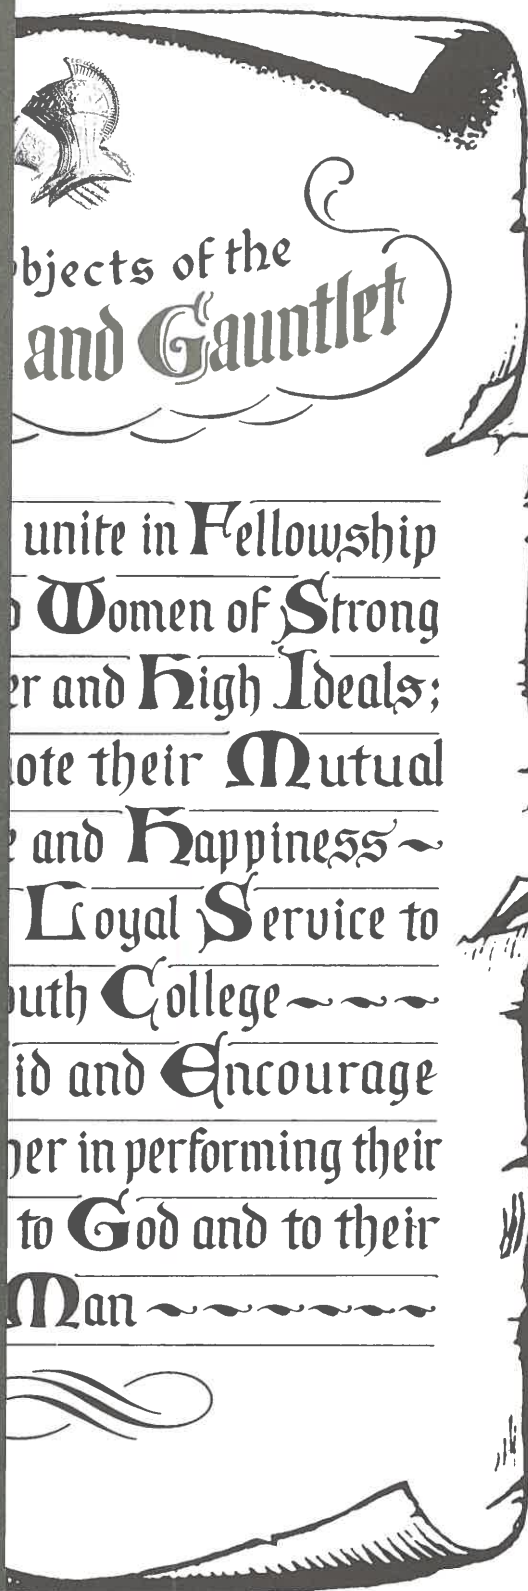 bjects of the
and Gauntlet
unite in Fellowship
Women of Strong
er and High Ideals;
ote their Mutual
and Happiness~
Loyal Service to
outh College~~~
id and Encourage
her in performing their
to God and to their
Man ~~~~~~